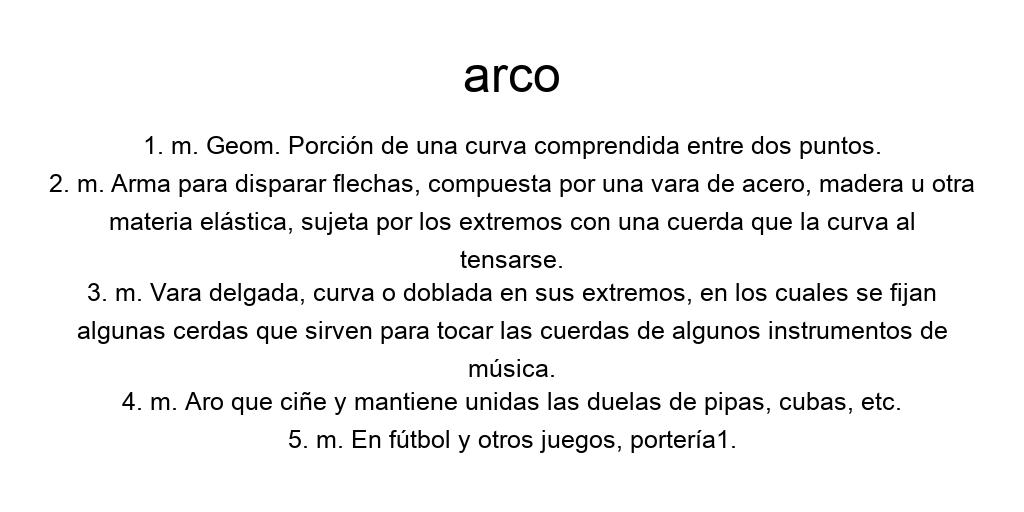 arco
1. m. Geom. Porción de una curva comprendida entre dos puntos.
2. m. Arma para disparar flechas, compuesta por una vara de acero, madera u otra
materia elástica, sujeta por los extremos con una cuerda que la curva al
tensarse.
3. m. Vara delgada, curva o doblada en sus extremos, en los cuales se fijan
algunas cerdas que sirven para tocar las cuerdas de algunos instrumentos de
música.
4. m. Aro que ciñe y mantiene unidas las duelas de pipas, cubas, etc.
5. m. En fútbol y otros juegos, portería1.